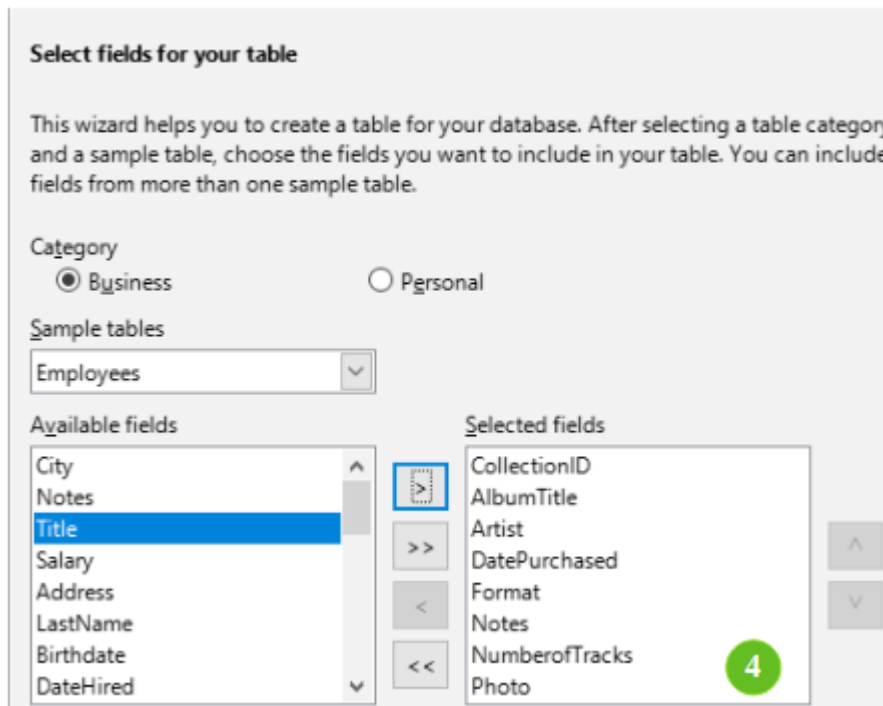 Select fields for your table
This wizard helps you to create a table for your database. After selecting a table category
and a sample table, choose the fields you want to include in your table. You can include
fields from more than one sample table.
Category
Business
Personal
Sample tables
Employees
Available fields
City
Notes
Title
Salary
Address
LastName
Birthdate
DateHired
>
>>
<
<<
Selected fields
CollectionID
AlbumTitle
Artist
DatePurchased
Format
Notes
NumberofTracks
Photo
4